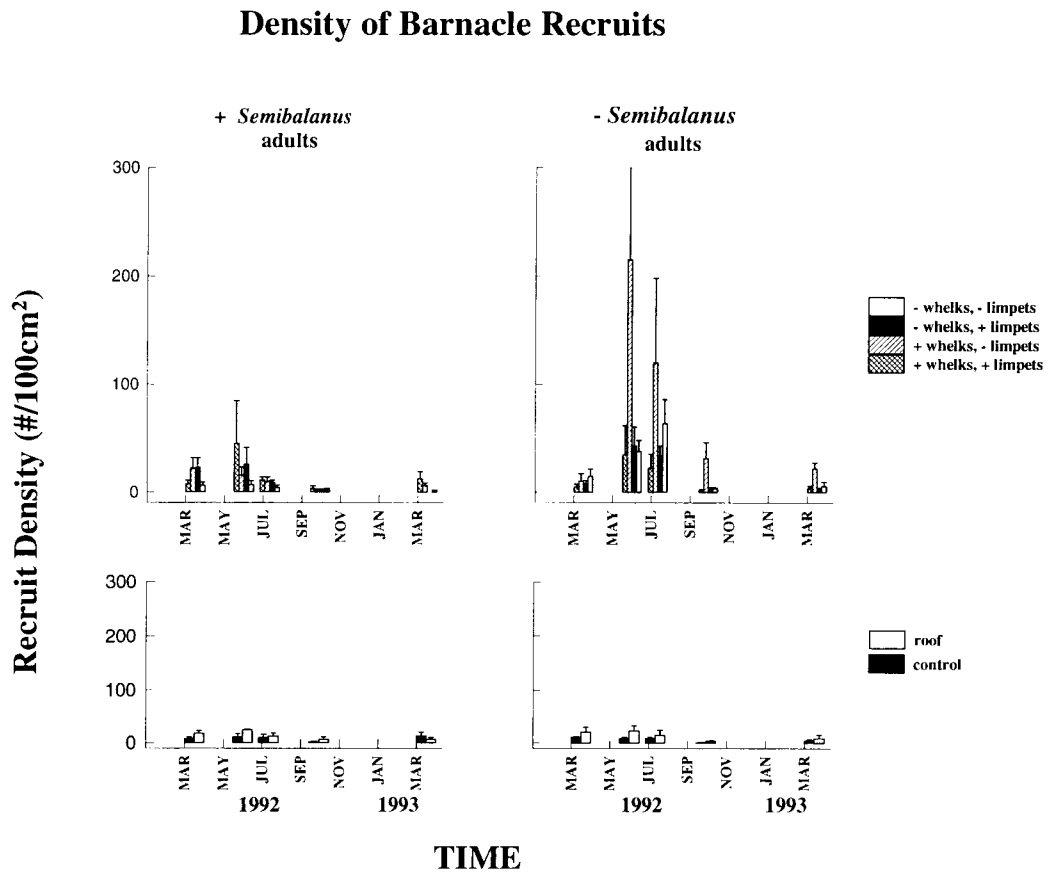 Density of Barnacle Recruits
+ Semibalanus
adults
- Semibalanus
adults
Recruit Density (#/100cm²)
300
200
100
0
MAR MAY JUL SEP NOV JAN MAR
MAR MAY JUL SEP NOV JAN MAR
- whelks, - limpets
- whelks, + limpets
+ whelks, - limpets
+ whelks, + limpets
300
200
100
0
MAR MAY JUL SEP NOV JAN MAR
1992 1993
MAR MAY JUL SEP NOV JAN MAR
1992 1993
roof
control
TIME